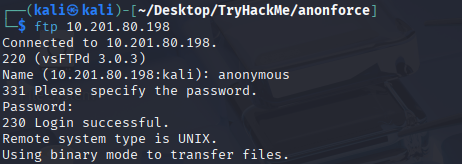 ┌──(kali㉿kali)-[~/Desktop/TryHackMe/anonforce]
└─$ ftp 10.201.80.198
Connected to 10.201.80.198.
220 (vsFTPd 3.0.3)
Name (10.201.80.198:kali): anonymous
331 Please specify the password.
Password:
230 Login successful.
Remote system type is UNIX.
Using binary mode to transfer files.